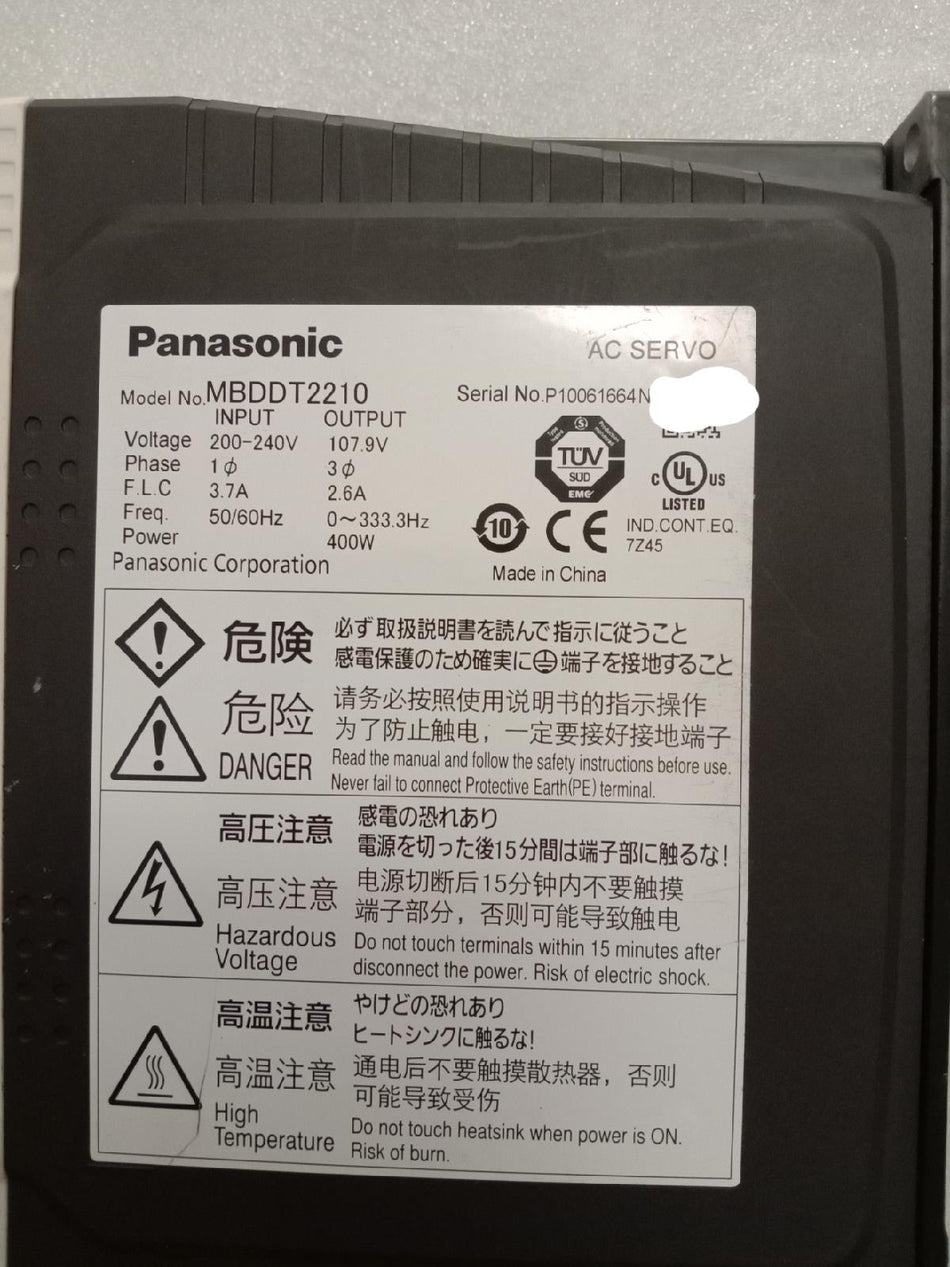 Panasonic
AC SERVO
Model No.MBDDT2210
Serial No.P10061664N
INPUT OUTPUT
Voltage 200-240V 107.9V
Phase 1ϕ 3ϕ
F.L.C 3.7A 2.6A
Freq. 50/60Hz 0~333.3Hz
Power 400W
Panasonic Corporation
TÜV
SÜD
EMC
C UL US
LISTED
10
CE
IND.CONT.EQ.
7Z45
Made in China
危険
必ず取扱説明書を読んで指示に従うこと
感電保護のため確実に⏚端子を接地すること
危险
请务必按照使用说明书的指示操作
为了防止触电，一定要接好接地端子
DANGER
Read the manual and follow the safety instructions before use.
Never fail to connect Protective Earth(PE) terminal.
高圧注意
感電の恐れあり
電源を切った後15分間は端子部に触るな!
高压注意
电源切断后15分钟内不要触摸
端子部分，否则可能导致触电
Hazardous
Voltage
Do not touch terminals within 15 minutes after
disconnect the power. Risk of electric shock.
高温注意
やけどの恐れあり
ヒートシンクに触るな!
高温注意
通电后不要触摸散热器，否则
可能导致受伤
High
Temperature
Do not touch heatsink when power is ON.
Risk of burn.